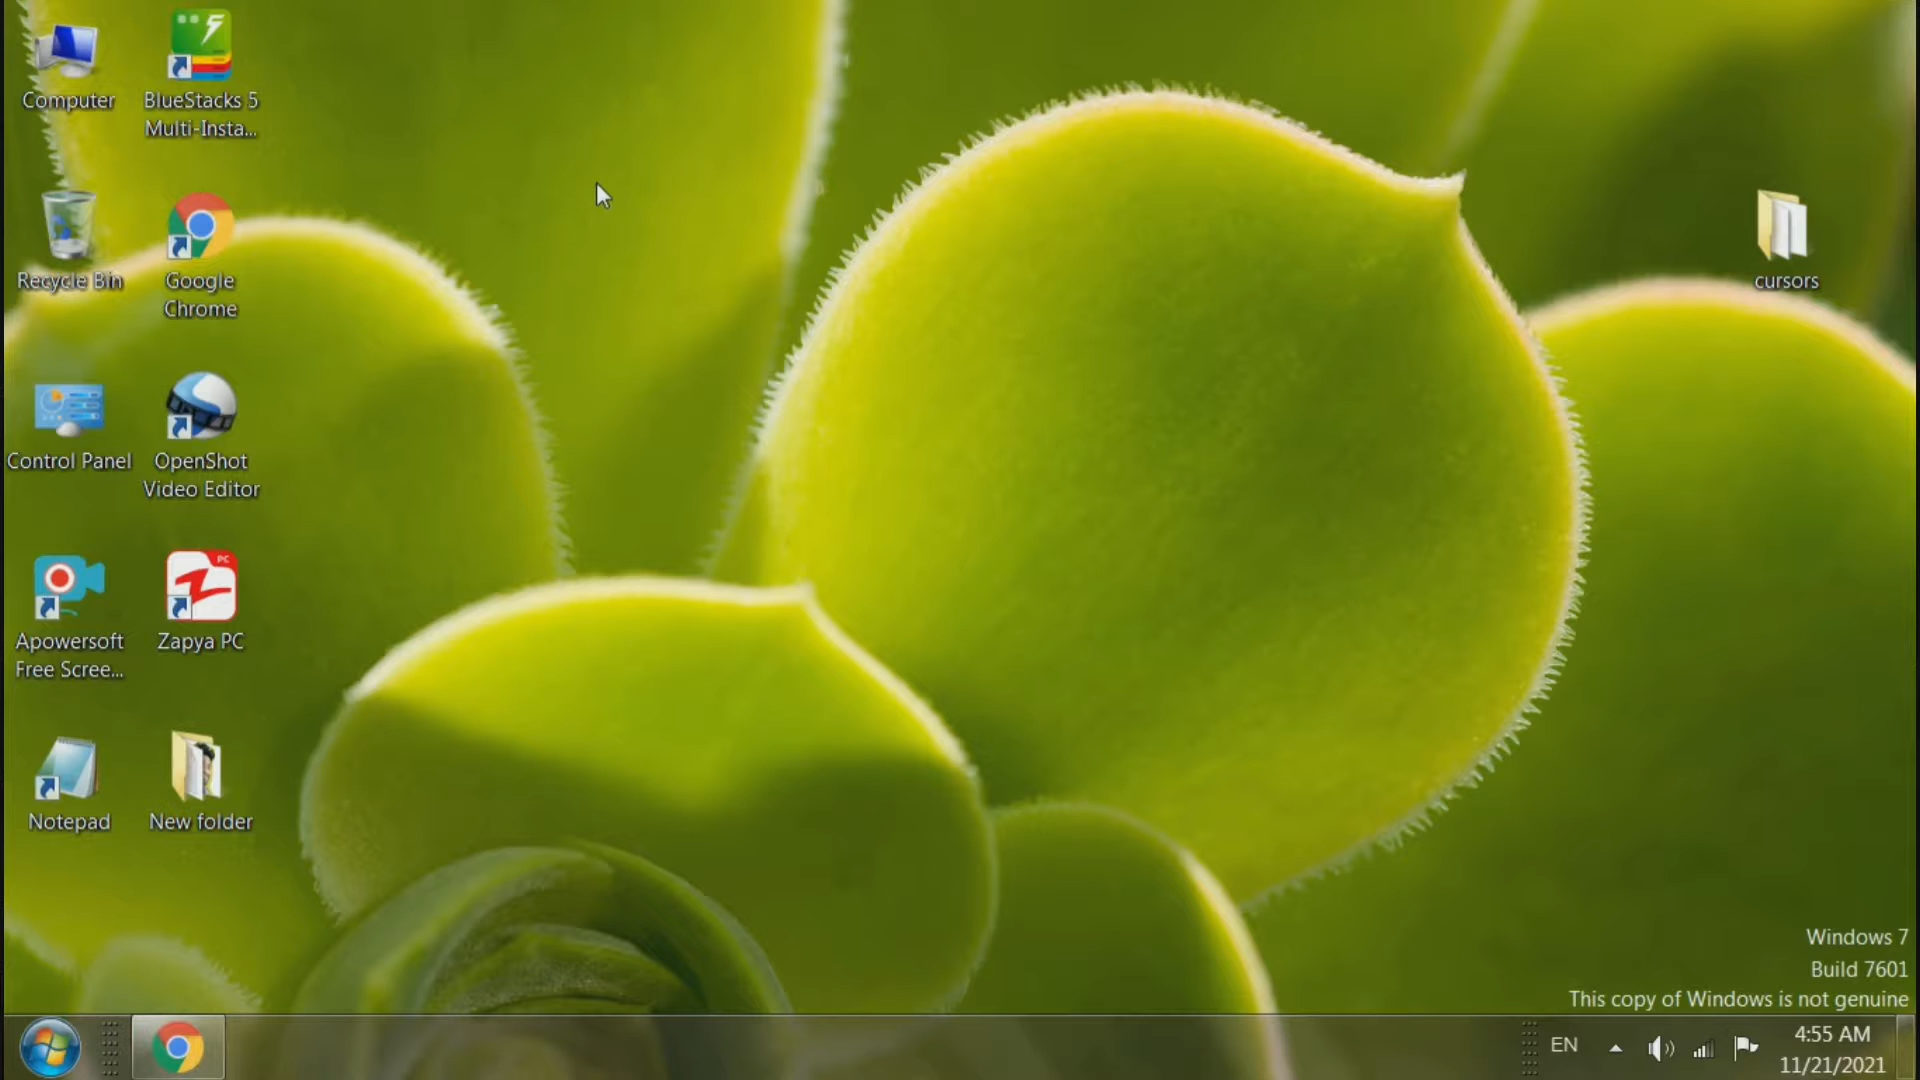 Computer
BlueStacks 5
Multi-Insta...
Recycle Bin
Google
Chrome
cursors
Control Panel
OpenShot
Video Editor
PC
Apowersoft
Free Scree...
Zapya PC
Notepad
New folder
Windows 7
Build 7601
This copy of Windows is not genuine
EN
4:55 AM
11/21/2021